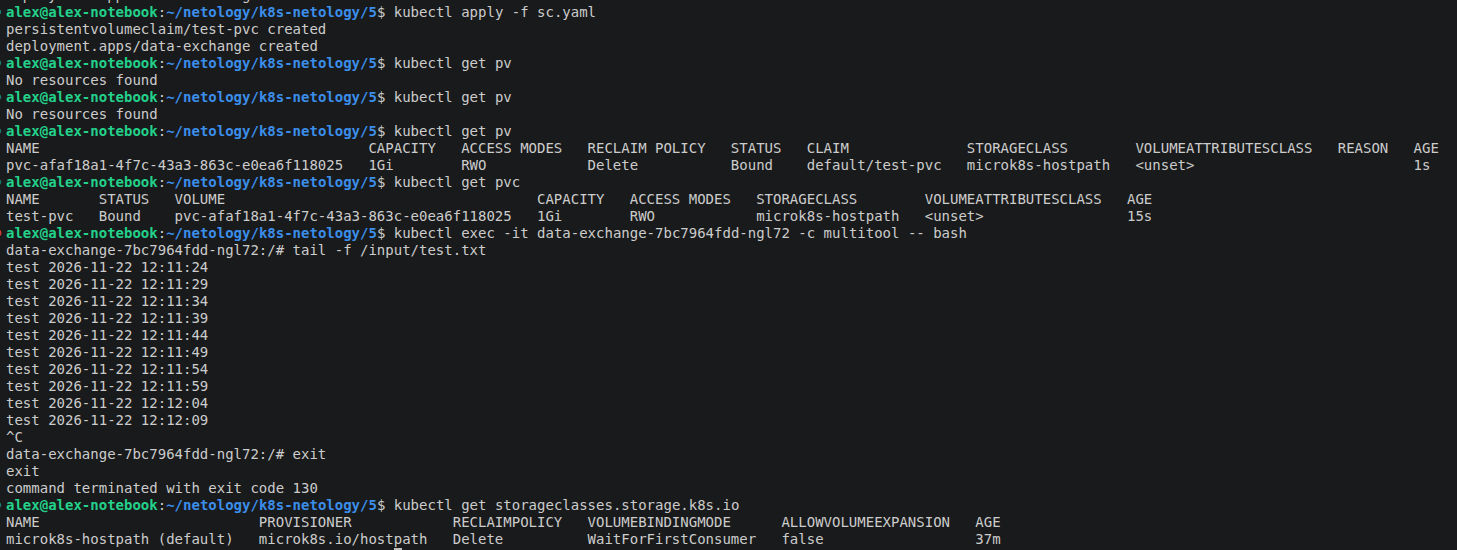 alex@alex-notebook:~/netology/k8s-netology/5$ kubectl apply -f sc.yaml
persistentvolumeclaim/test-pvc created
deployment.apps/data-exchange created
alex@alex-notebook:~/netology/k8s-netology/5$ kubectl get pv
No resources found
alex@alex-notebook:~/netology/k8s-netology/5$ kubectl get pv
No resources found
alex@alex-notebook:~/netology/k8s-netology/5$ kubectl get pv
NAME                                       CAPACITY   ACCESS MODES   RECLAIM POLICY   STATUS   CLAIM              STORAGECLASS        VOLUMEATTRIBUTESCLASS   REASON   AGE
pvc-afaf18a1-4f7c-43a3-863c-e0ea6f118025   1Gi        RWO            Delete           Bound    default/test-pvc   microk8s-hostpath   <unset>                          1s
alex@alex-notebook:~/netology/k8s-netology/5$ kubectl get pvc
NAME       STATUS   VOLUME                                     CAPACITY   ACCESS MODES   STORAGECLASS        VOLUMEATTRIBUTESCLASS   AGE
test-pvc   Bound    pvc-afaf18a1-4f7c-43a3-863c-e0ea6f118025   1Gi        RWO            microk8s-hostpath   <unset>                 15s
alex@alex-notebook:~/netology/k8s-netology/5$ kubectl exec -it data-exchange-7bc7964fdd-ngl72 -c multitool -- bash
data-exchange-7bc7964fdd-ngl72:/# tail -f /input/test.txt
test 2026-11-22 12:11:24
test 2026-11-22 12:11:29
test 2026-11-22 12:11:34
test 2026-11-22 12:11:39
test 2026-11-22 12:11:44
test 2026-11-22 12:11:49
test 2026-11-22 12:11:54
test 2026-11-22 12:11:59
test 2026-11-22 12:12:04
test 2026-11-22 12:12:09
^C
data-exchange-7bc7964fdd-ngl72:/# exit
exit
command terminated with exit code 130
alex@alex-notebook:~/netology/k8s-netology/5$ kubectl get storageclasses.storage.k8s.io
NAME                          PROVISIONER            RECLAIMPOLICY   VOLUMEBINDINGMODE      ALLOWVOLUMEEXPANSION   AGE
microk8s-hostpath (default)   microk8s.io/hostpath   Delete          WaitForFirstConsumer   false                  37m